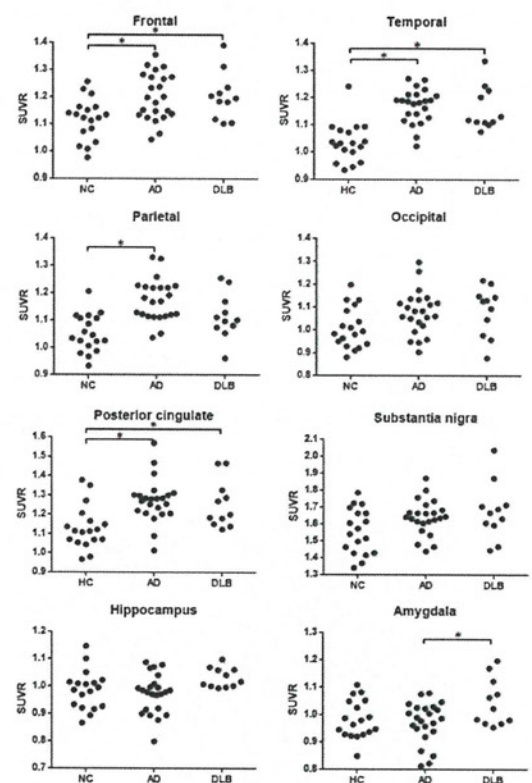 Frontal
*
*
1.4
1.3
1.2
1.1
1.0
0.9
SUVR
NC AD DLB
Temporal
*
*
1.4
1.3
1.2
1.1
1.0
0.9
SUVR
HC AD DLB
Parietal
*
1.4
1.3
1.2
1.1
1.0
0.9
SUVR
NC AD DLB
Occipital
1.4
1.3
1.2
1.1
1.0
0.9
0.8
SUVR
NC AD DLB
Posterior cingulate
*
*
1.6
1.5
1.4
1.3
1.2
1.1
1.0
0.9
SUVR
HC AD DLB
Substantia nigra
2.1
2.0
1.9
1.8
1.7
1.6
1.5
1.4
1.3
SUVR
NC AD DLB
Hippocampus
1.2
1.1
1.0
0.9
0.8
0.7
SUVR
NC AD DLB
Amygdala
*
1.3
1.2
1.1
1.0
0.9
0.8
SUVR
HC AD DLB